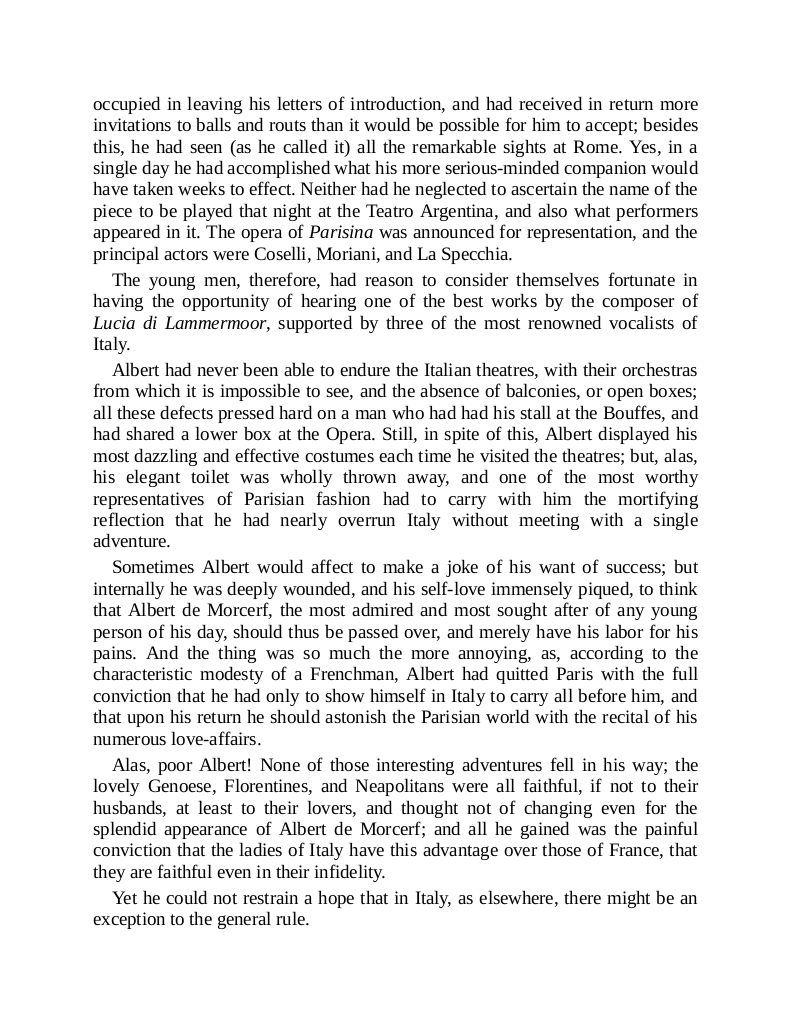 occupied in leaving his letters of introduction, and had received in return more
invitations to balls and routs than it would be possible for him to accept; besides
this, he had seen (as he called it) all the remarkable sights at Rome. Yes, in a
single day he had accomplished what his more serious-minded companion would
have taken weeks to effect. Neither had he neglected to ascertain the name of the
piece to be played that night at the Teatro Argentina, and also what performers
appeared in it. The opera of Parisina was announced for representation, and the
principal actors were Coselli, Moriani, and La Specchia.
The young men, therefore, had reason to consider themselves fortunate in
having the opportunity of hearing one of the best works by the composer of
Lucia di Lammermoor, supported by three of the most renowned vocalists of
Italy.
Albert had never been able to endure the Italian theatres, with their orchestras
from which it is impossible to see, and the absence of balconies, or open boxes;
all these defects pressed hard on a man who had had his stall at the Bouffes, and
had shared a lower box at the Opera. Still, in spite of this, Albert displayed his
most dazzling and effective costumes each time he visited the theatres; but, alas,
his elegant toilet was wholly thrown away, and one of the most worthy
representatives of Parisian fashion had to carry with him the mortifying
reflection that he had nearly overrun Italy without meeting with a single
adventure.
Sometimes Albert would affect to make a joke of his want of success; but
internally he was deeply wounded, and his self-love immensely piqued, to think
that Albert de Morcerf, the most admired and most sought after of any young
person of his day, should thus be passed over, and merely have his labor for his
pains. And the thing was so much the more annoying, as, according to the
characteristic modesty of a Frenchman, Albert had quitted Paris with the full
conviction that he had only to show himself in Italy to carry all before him, and
that upon his return he should astonish the Parisian world with the recital of his
numerous love-affairs.
Alas, poor Albert! None of those interesting adventures fell in his way; the
lovely Genoese, Florentines, and Neapolitans were all faithful, if not to their
husbands, at least to their lovers, and thought not of changing even for the
splendid appearance of Albert de Morcerf; and all he gained was the painful
conviction that the ladies of Italy have this advantage over those of France, that
they are faithful even in their infidelity.
Yet he could not restrain a hope that in Italy, as elsewhere, there might be an
exception to the general rule.